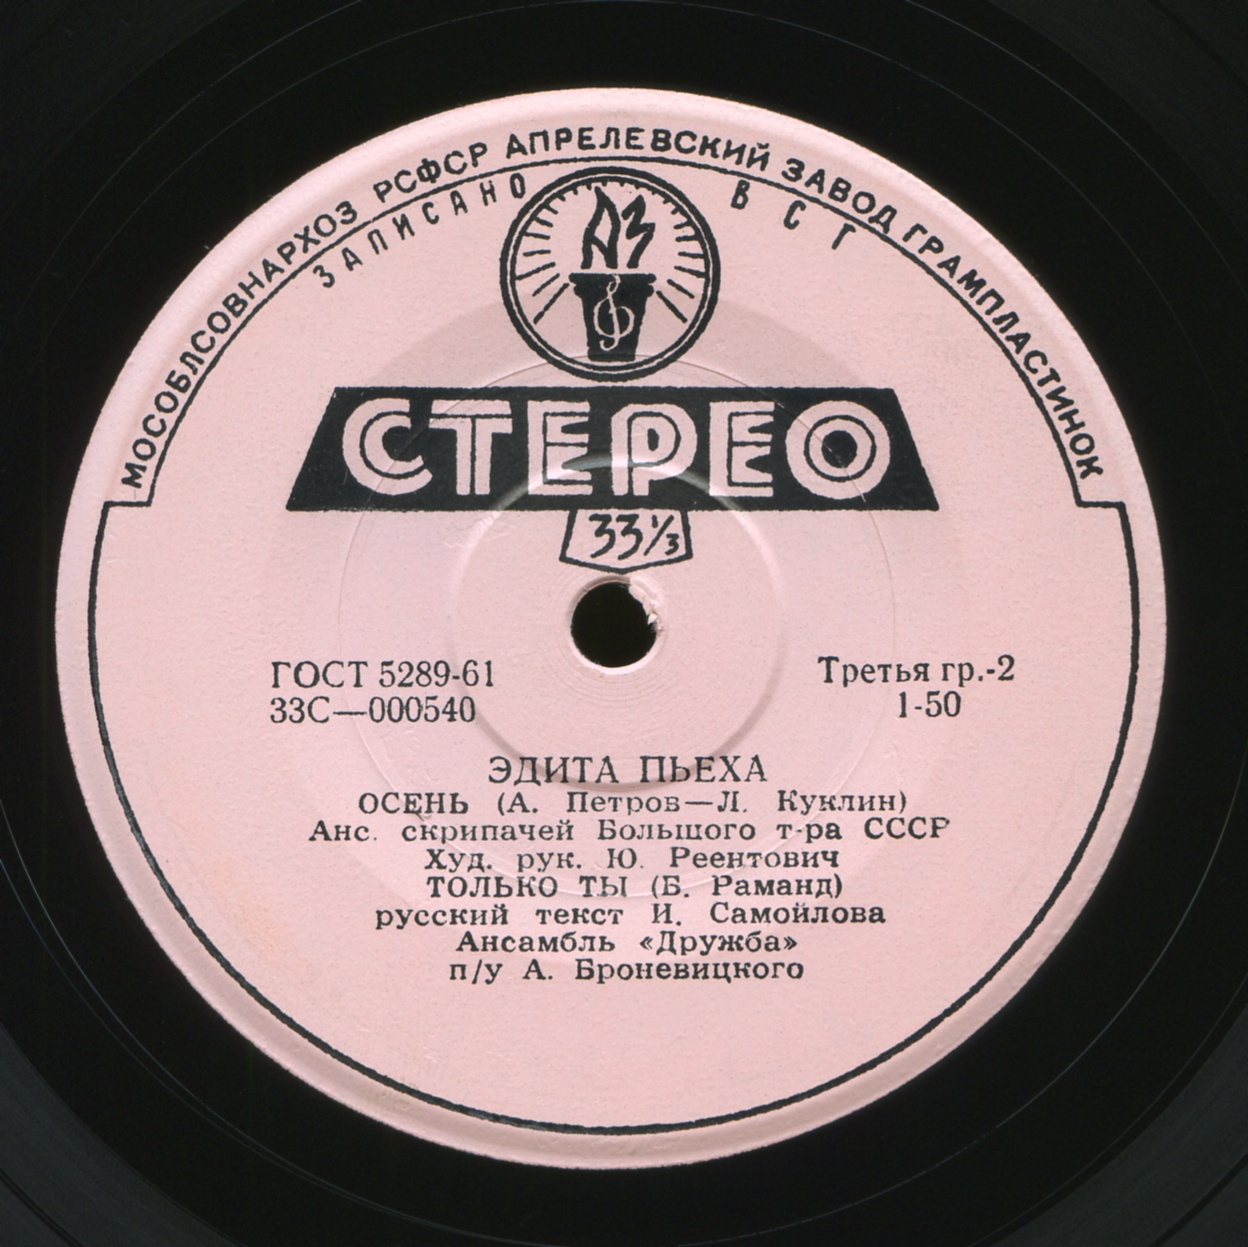 МОСОБЛСОВНАРХОЗ РСФСР АПРЕЛЕВСКИЙ ЗАВОД ГРАМПЛАСТИНОК
ЗАПИСАНО В С Г
АЗ
СТЕРЕО
33⅓
ГОСТ 5289-61
33С—000540
Третья гр.-2
1-50
ЭДИТА ПЬЕХА
ОСЕНЬ (А. Петров—Л. Куклин)
Анс. скрипачей Большого т-ра СССР
Худ. рук. Ю. Реентович
ТОЛЬКО ТЫ (Б. Раманд)
русский текст И. Самойлова
Ансамбль «Дружба»
п/у А. Броневицкого